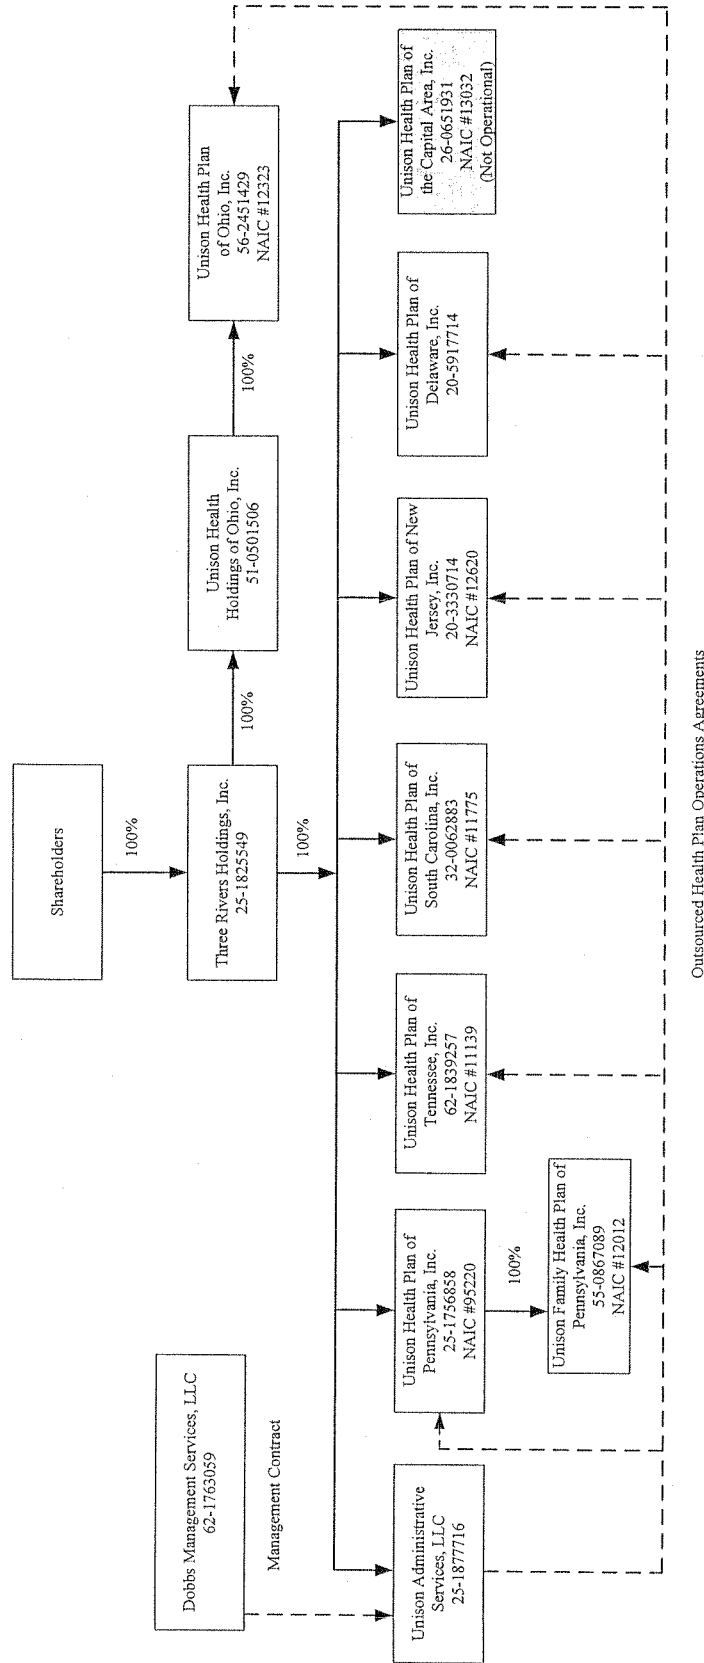 Shareholders
100%
Three Rivers Holdings, Inc.
25-1825549
100%
Unison Health
Holdings of Ohio, Inc.
51-0501506
100%
Unison Health Plan
of Ohio, Inc.
56-2451429
NAIC #12323
100%
Dobbs Management Services, LLC
62-1763059
Management Contract
Unison Administrative
Services, LLC
25-1877716
Unison Health Plan of
Pennsylvania, Inc.
25-1756858
NAIC #95220
100%
Unison Family Health Plan of
Pennsylvania, Inc.
55-0867089
NAIC #12012
Unison Health Plan of
Tennessee, Inc.
62-1839257
NAIC #11139
Unison Health Plan of
South Carolina, Inc.
32-0062883
NAIC #11775
Unison Health Plan of New
Jersey, Inc.
20-3330714
NAIC #12620
Unison Health Plan of
Delaware, Inc.
20-5917714
Unison Health Plan of
the Capital Area, Inc.
26-0651931
NAIC #13032
(Not Operational)
Outsourced Health Plan Operations Agreements